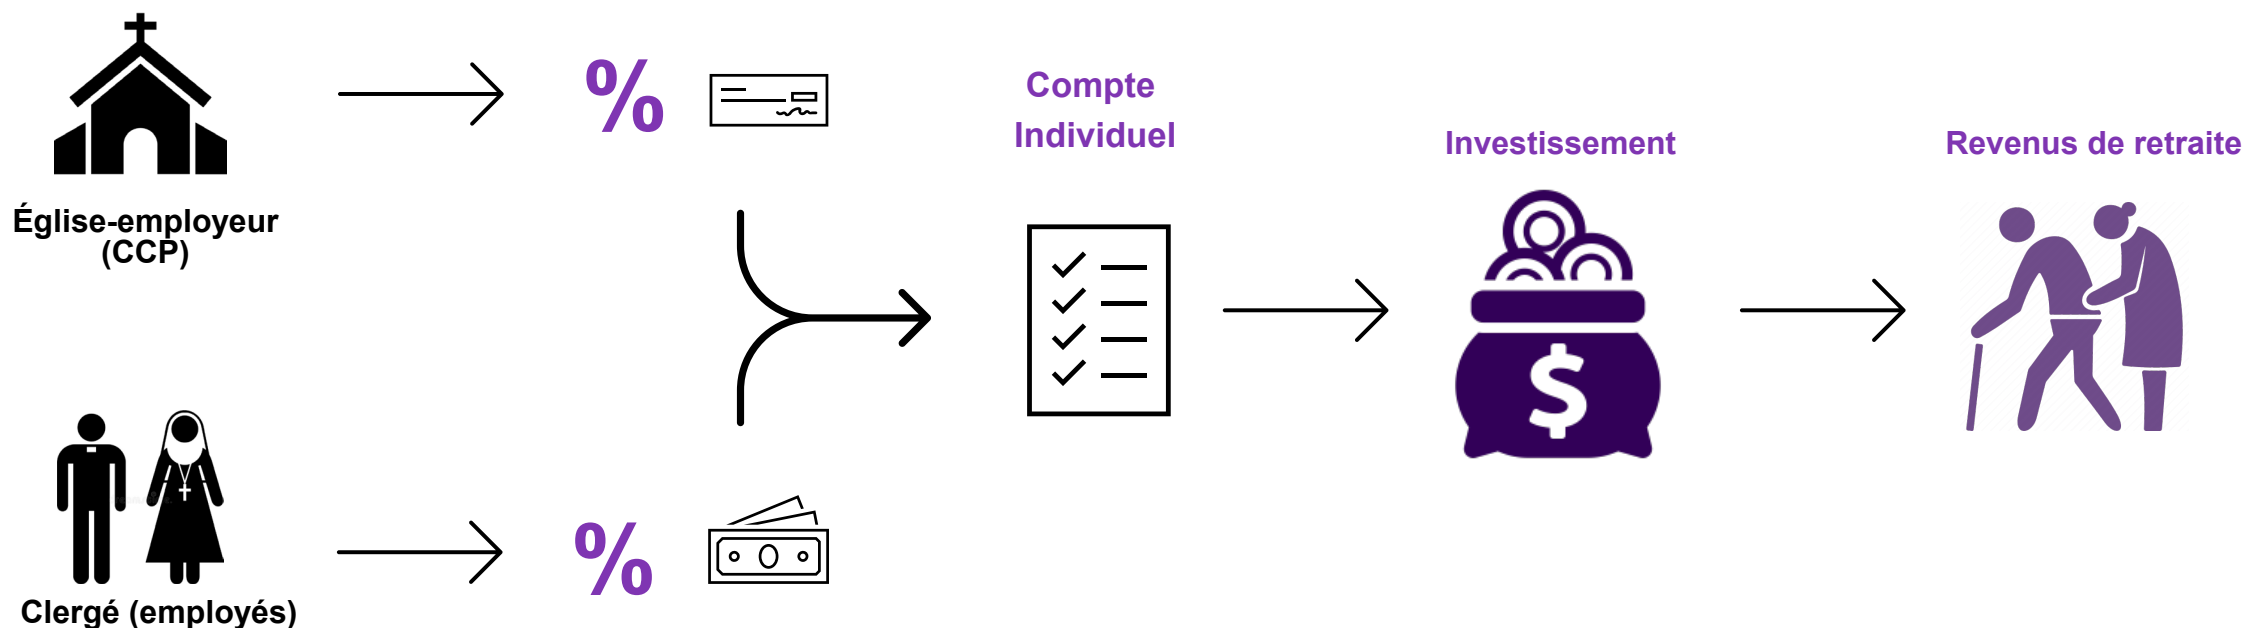 %
Compte
Individuel
Investissement
Revenus de retraite
Église-employeur
(CCP)
$
%
Clergé (employés)